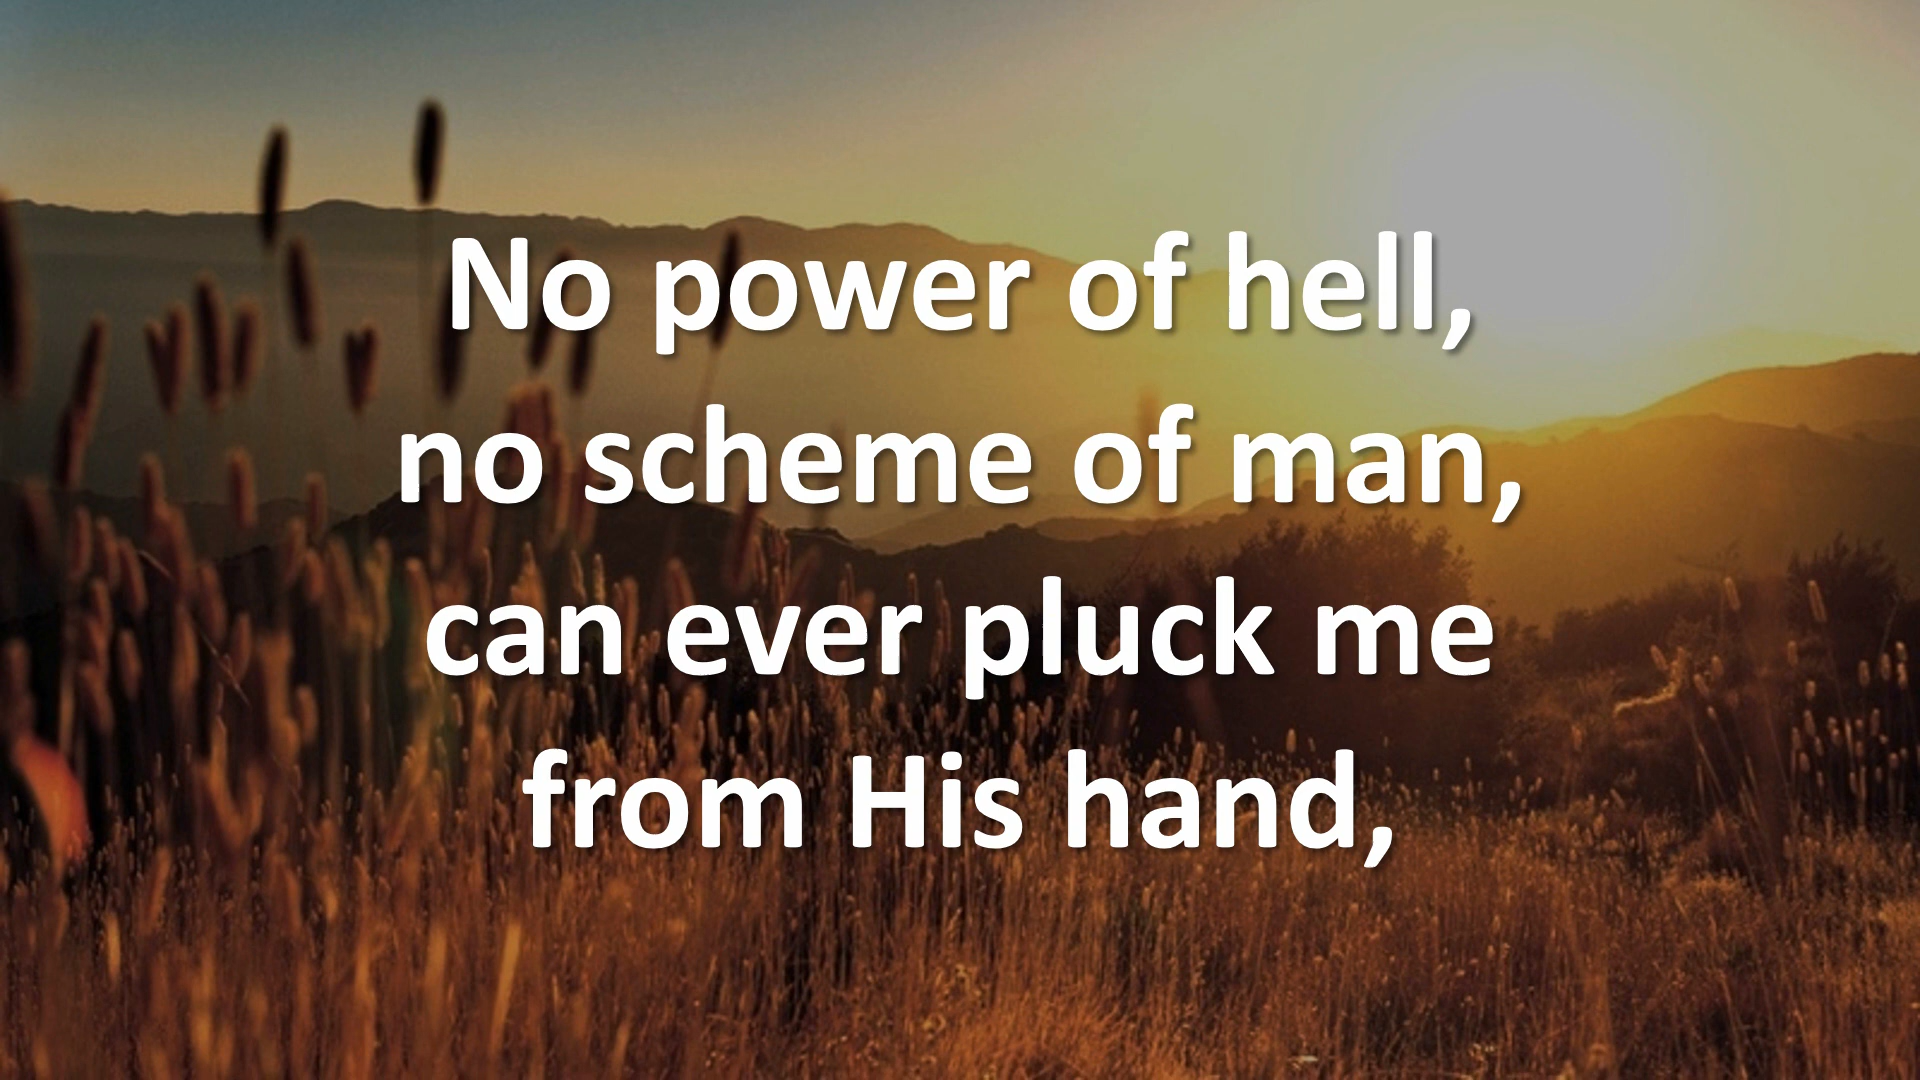 No power of hell,
no scheme of man,
can ever pluck me
from His hand,